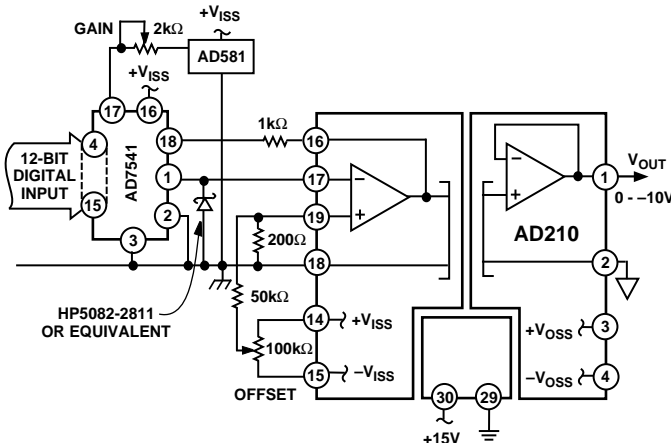 +VISS
GAIN
2kΩ
AD581
+VISS
17
16
4
18
1kΩ
16
12-BIT
DIGITAL
INPUT
AD7541
1
17
–
–
1
VOUT
0 - –10V
15
2
19
+
+
AD210
200Ω
3
18
2
50kΩ
HP5082-2811
OR EQUIVALENT
14
+VISS
+VOSS
3
100kΩ
15
–VISS
–VOSS
4
OFFSET
30
29
+15V